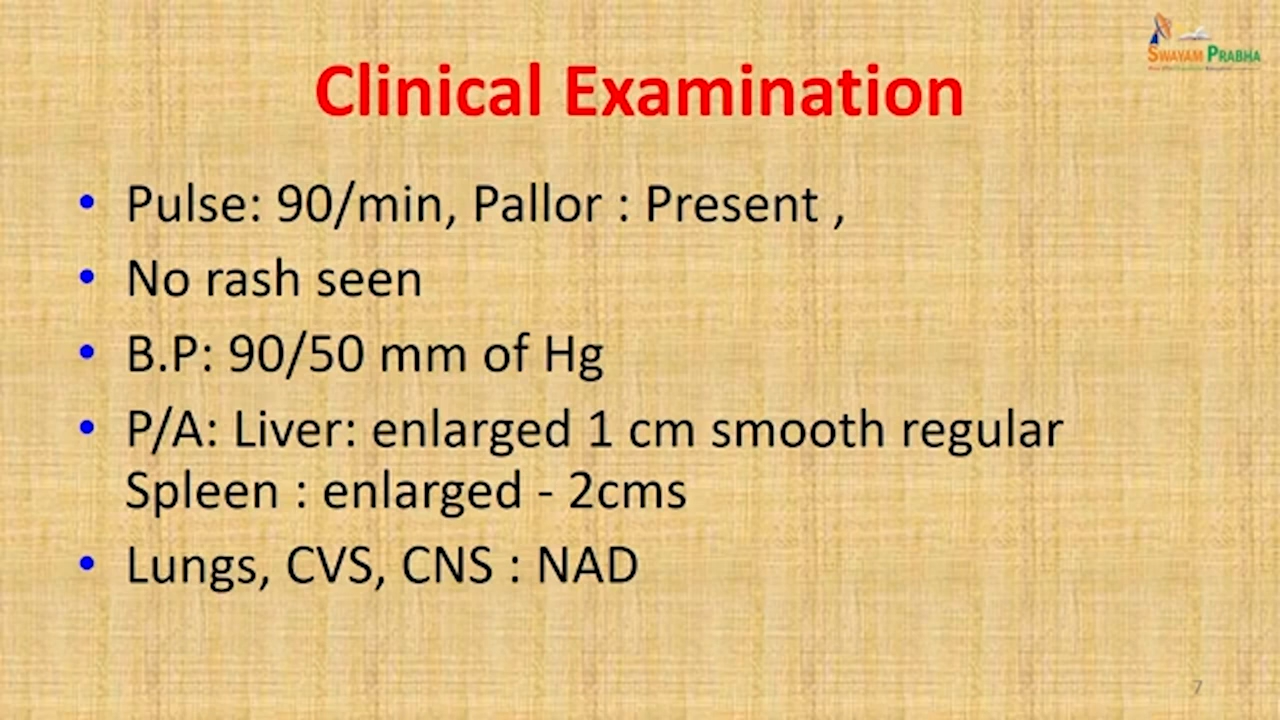 SWAYAM PRABHA
Clinical Examination
• Pulse: 90/min, Pallor : Present ,
• No rash seen
• B.P: 90/50 mm of Hg
• P/A: Liver: enlarged 1 cm smooth regular
Spleen : enlarged - 2cms
• Lungs, CVS, CNS : NAD
7